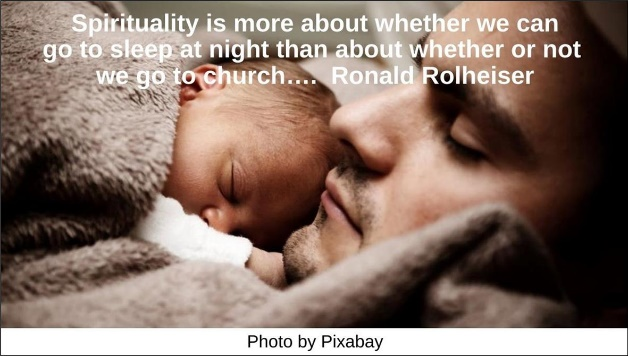 Spirituality is more about whether we can
go to sleep at night than about whether or not
we go to church.... Ronald Rolheiser
Photo by Pixabay